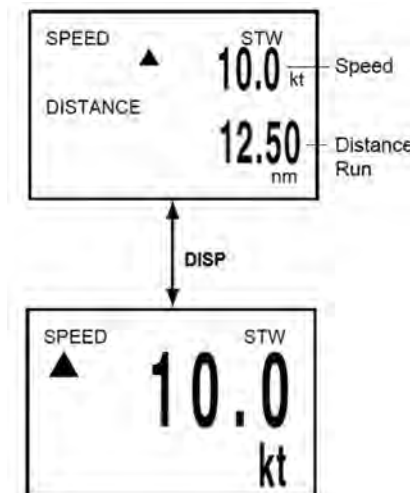 SPEED STW
▲ 10.0 kt Speed
DISTANCE
12.50 Distance
nm Run
DISP
SPEED STW
▲ 10.0
kt